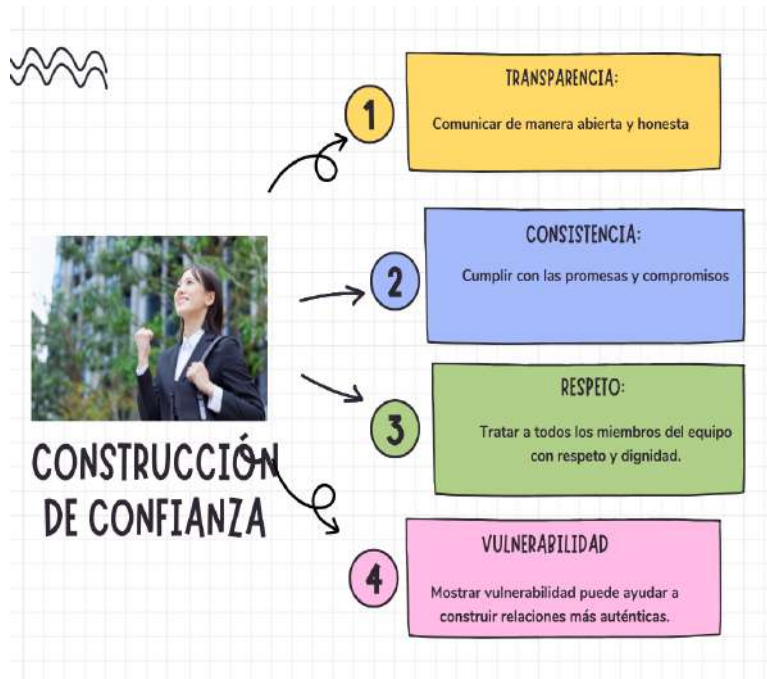 1
TRANSPARENCIA:
Comunicar de manera abierta y honesta
2
CONSISTENCIA:
Cumplir con las promesas y compromisos
3
RESPETO:
Tratar a todos los miembros del equipo
con respeto y dignidad.
CONSTRUCCIÓN
DE CONFIANZA
4
VULNERABILIDAD
Mostrar vulnerabilidad puede ayudar a
construir relaciones más auténticas.